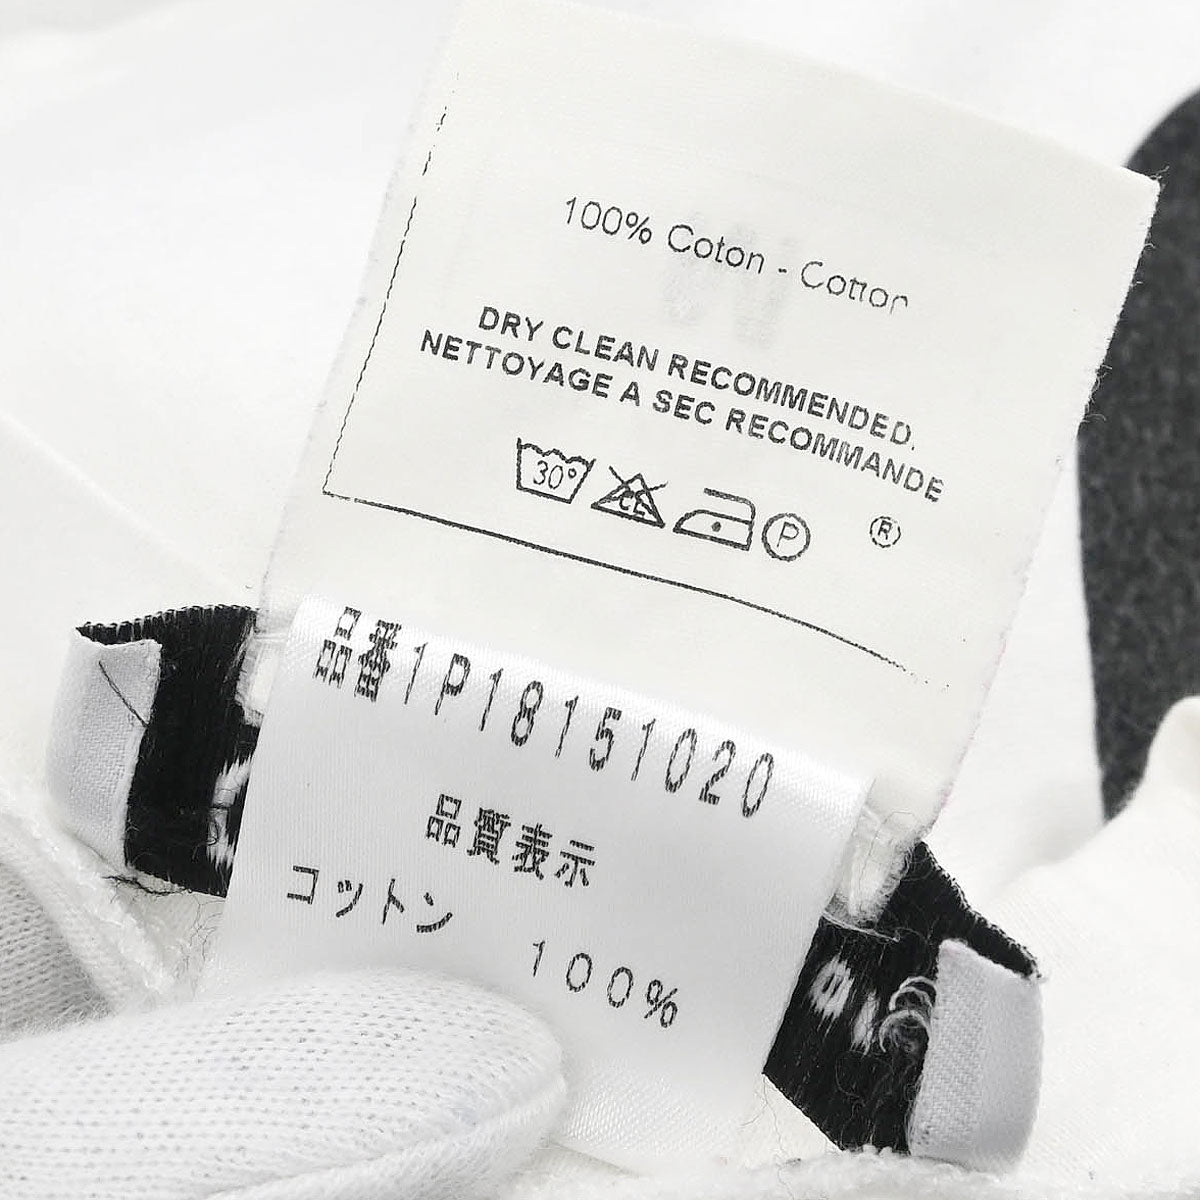 100% Coton - Cotton
DRY CLEAN RECOMMENDED.
NETTOYAGE A SEC RECOMMANDE
30° CL P ®
品番1P18151020
品質表示
コットン 100%